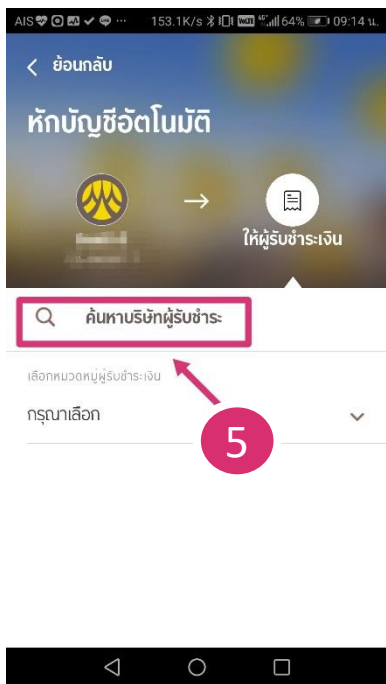 AIS ... 153.1K/s VoLTE 64% 09:14 น.
ย้อนกลับ
หักบัญชีอัตโนมัติ
→
ให้ผู้รับชำระเงิน
ค้นหาบริษัทผู้รับชำระ
เลือกหมวดหมู่ผู้รับชำระเงิน
กรุณาเลือก
5